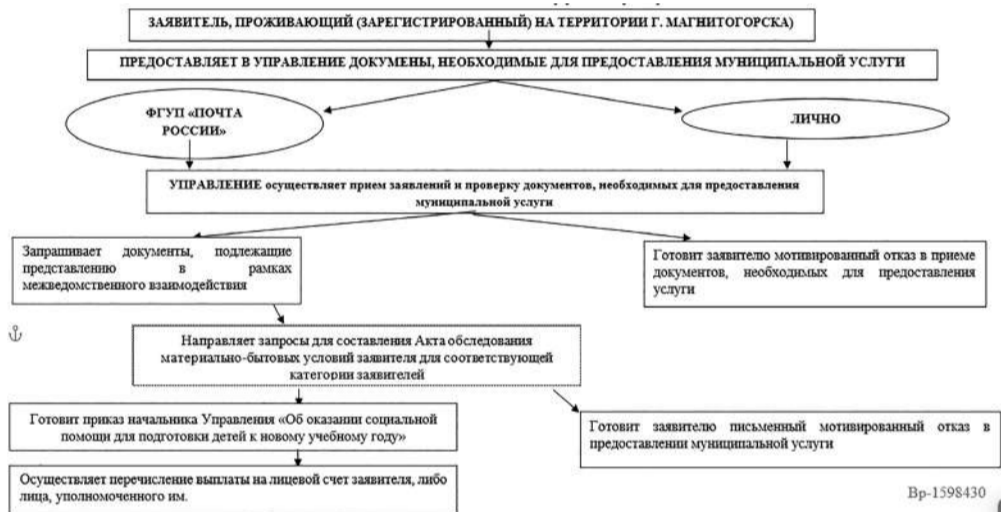 ЗАЯВИТЕЛЬ, ПРОЖИВАЮЩИЙ (ЗАРЕГИСТРИРОВАННЫЙ) НА ТЕРРИТОРИИ Г. МАГНИТОГОРСКА)
ПРЕДОСТАВЛЯЕТ В УПРАВЛЕНИЕ ДОКУМЕНЫ, НЕОБХОДИМЫЕ ДЛЯ ПРЕДОСТАВЛЕНИЯ МУНИЦИПАЛЬНОЙ УСЛУГИ
ФГУП «ПОЧТА
РОССИИ»
ЛИЧНО
УПРАВЛЕНИЕ осуществляет прием заявлений и проверку документов, необходимых для предоставления
муниципальной услуги
Запрашивает документы, подлежащие
представлению в рамках
межведомственного взаимодействия
Готовит заявителю мотивированный отказ в приеме
документов, необходимых для предоставления
услуги
Направляет запросы для составления Акта обследования
материально-бытовых условий заявителя для соответствующей
категории заявителей
Готовит приказ начальника Управления «Об оказании социальной
помощи для подготовки детей к новому учебному году»
Готовит заявителю письменный мотивированный отказ в
предоставлении муниципальной услуги
Осуществляет перечисление выплаты на лицевой счет заявителя, либо
лица, уполномоченного им.
Вр-1598430